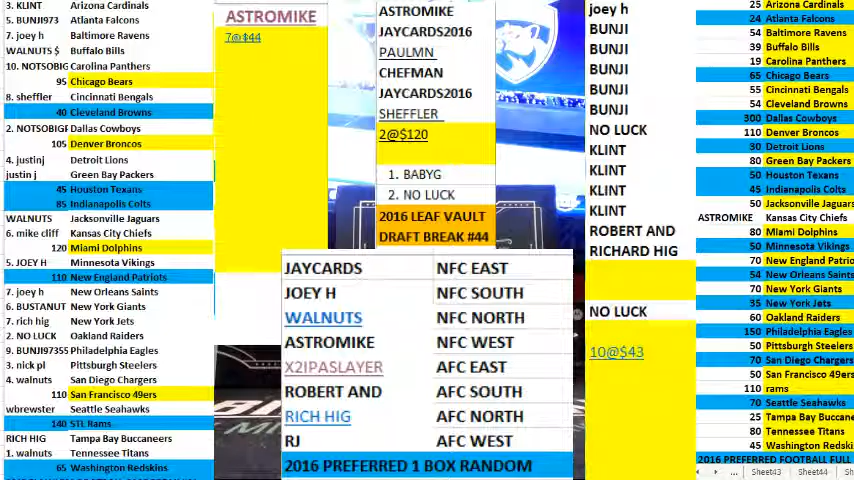 3. KLINT Arizona Cardinals
5. BUNJI973 Atlanta Falcons
7. joey h Baltimore Ravens
WALNUTS $ Buffalo Bills
10. NOTSOBIG Carolina Panthers
95 Chicago Bears
8. sheffler Cincinnati Bengals
40 Cleveland Browns
2. NOTSOBIGF Dallas Cowboys
105 Denver Broncos
4. justinj Detroit Lions
justin j Green Bay Packers
45 Houston Texans
85 Indianapolis Colts
WALNUTS Jacksonville Jaguars
6. mike cliff Kansas City Chiefs
120 Miami Dolphins
5. JOEY H Minnesota Vikings
110 New England Patriots
7. joey h New Orleans Saints
6. BUSTANUT New York Giants
7. rich hig New York Jets
2. NO LUCK Oakland Raiders
9. BUNJI97355 Philadelphia Eagles
3. nick pl Pittsburgh Steelers
4. walnuts San Diego Chargers
110 San Francisco 49ers
wbrewster Seattle Seahawks
140 STL Rams
RICH HIG Tampa Bay Buccaneers
1. walnuts Tennessee Titans
65 Washington Redskins
ASTROMIKE
7@$44
ASTROMIKE
JAYCARDS2016
PAULMN
CHEFMAN
JAYCARDS2016
SHEFFLER
2@$120
1. BABYG
2. NO LUCK
2016 LEAF VAULT
DRAFT BREAK #44
JAYCARDS NFC EAST
JOEY H NFC SOUTH
WALNUTS NFC NORTH
ASTROMIKE NFC WEST
X2IPASLAYER AFC EAST
ROBERT AND AFC SOUTH
RICH HIG AFC NORTH
RJ AFC WEST
2016 PREFERRED 1 BOX RANDOM
joey h
BUNJI
BUNJI
BUNJI
BUNJI
BUNJI
NO LUCK
KLINT
KLINT
KLINT
KLINT
ROBERT AND
RICHARD HIG
NO LUCK
10@$43
25 Arizona Cardinals
24 Atlanta Falcons
54 Baltimore Ravens
39 Buffalo Bills
19 Carolina Panthers
65 Chicago Bears
55 Cincinnati Bengals
54 Cleveland Browns
300 Dallas Cowboys
110 Denver Broncos
30 Detroit Lions
80 Green Bay Packers
50 Houston Texans
45 Indianapolis Colts
50 Jacksonville Jaguars
ASTROMIKE Kansas City Chiefs
80 Miami Dolphins
50 Minnesota Vikings
70 New England Patrio
54 New Orleans Saints
70 New York Giants
35 New York Jets
60 Oakland Raiders
150 Philadelphia Eagles
50 Pittsburgh Steelers
70 San Diego Chargers
50 San Francisco 49ers
110 rams
70 Seattle Seahawks
25 Tampa Bay Buccane
80 Tennessee Titans
45 Washington Redski
2016 PREFERRED FOOTBALL FULL
... Sheet43 Sheet44 Sh